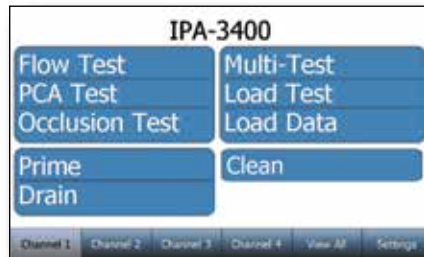 IPA-3400
Flow Test
PCA Test
Occlusion Test
Multi-Test
Load Test
Load Data
Prime
Drain
Clean
Channel 1 Channel 2 Channel 3 Channel 4 View All Settings